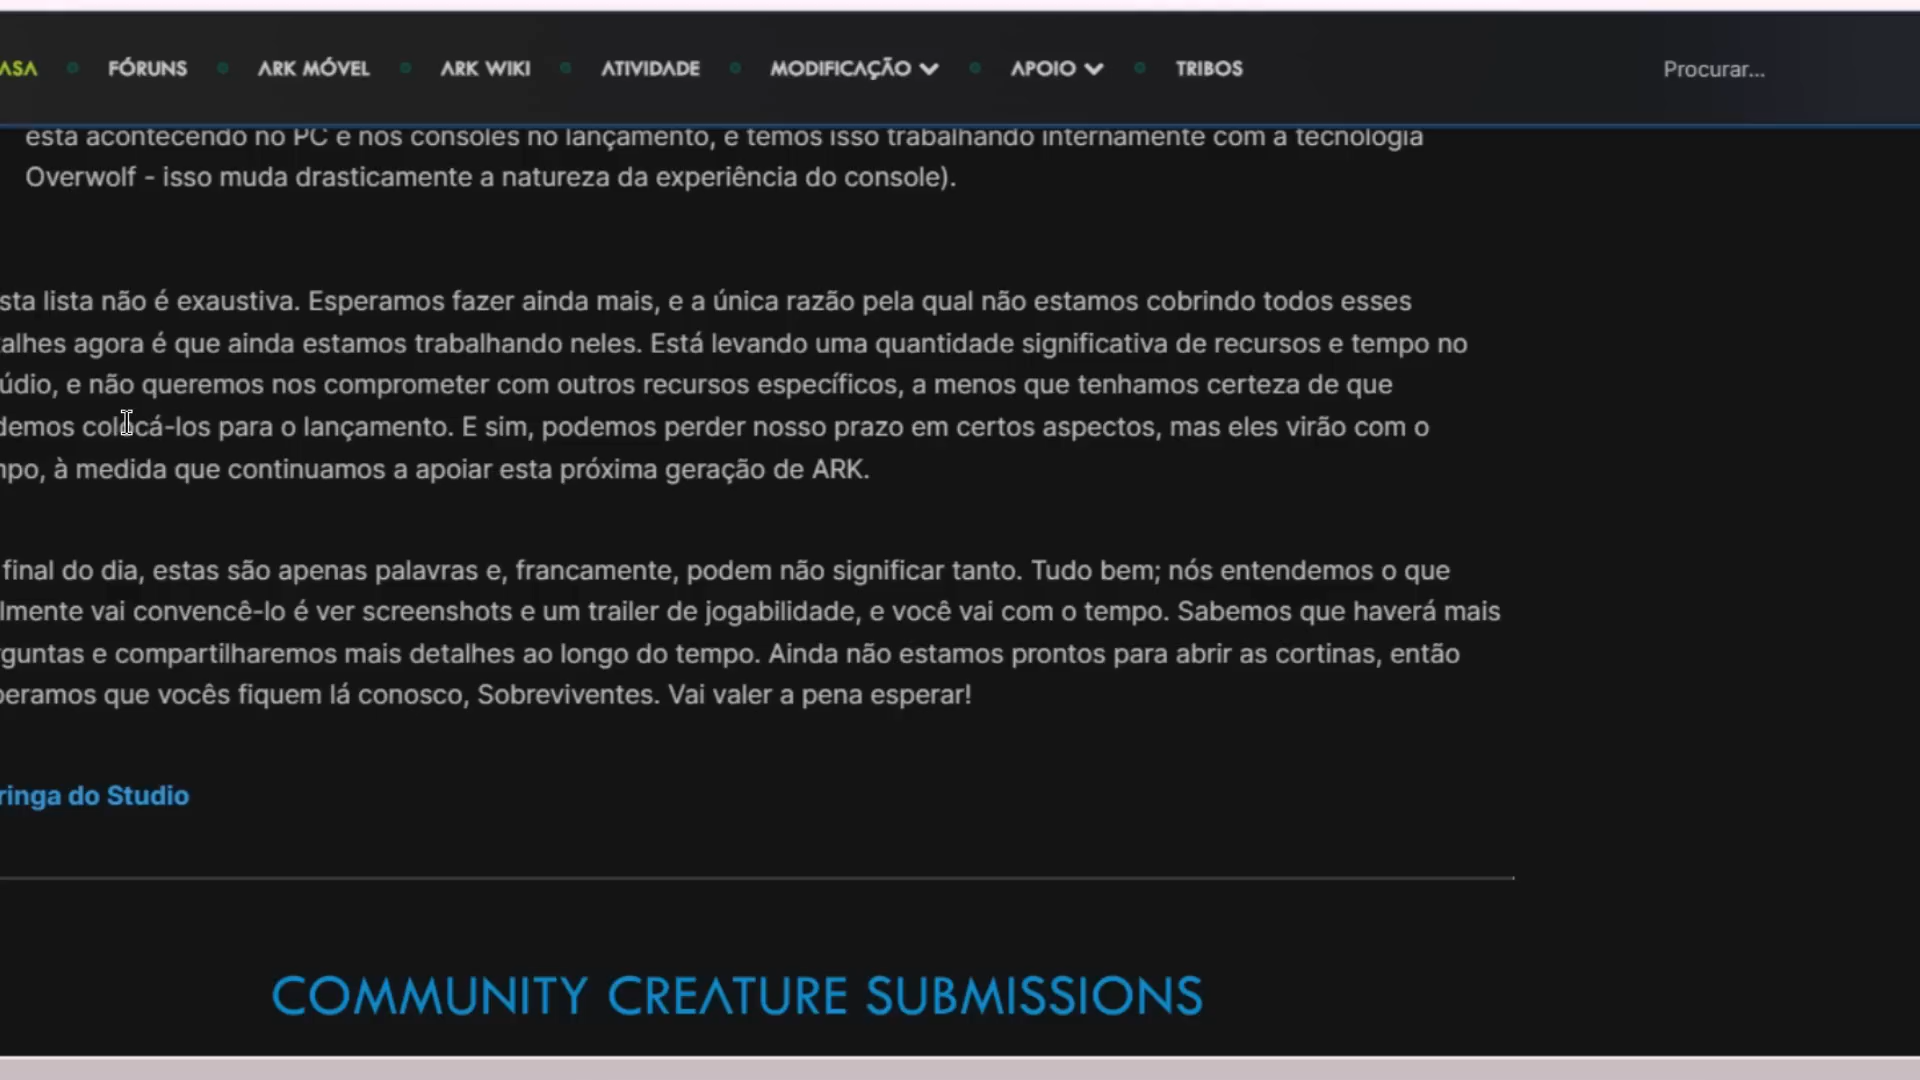 ASA FÓRUNS ARK MÓVEL ARK WIKI ATIVIDADE MODIFICAÇÃO APOIO TRIBOS Procurar...
está acontecendo no PC e nos consoles no lançamento, e temos isso trabalhando internamente com a tecnologia
Overwolf - isso muda drasticamente a natureza da experiência do console).
sta lista não é exaustiva. Esperamos fazer ainda mais, e a única razão pela qual não estamos cobrindo todos esses
alhes agora é que ainda estamos trabalhando neles. Está levando uma quantidade significativa de recursos e tempo no
údio, e não queremos nos comprometer com outros recursos específicos, a menos que tenhamos certeza de que
demos colocá-los para o lançamento. E sim, podemos perder nosso prazo em certos aspectos, mas eles virão com o
mpo, à medida que continuamos a apoiar esta próxima geração de ARK.
final do dia, estas são apenas palavras e, francamente, podem não significar tanto. Tudo bem; nós entendemos o que
lmente vai convencê-lo é ver screenshots e um trailer de jogabilidade, e você vai com o tempo. Sabemos que haverá mais
guntas e compartilharemos mais detalhes ao longo do tempo. Ainda não estamos prontos para abrir as cortinas, então
peramos que vocês fiquem lá conosco, Sobreviventes. Vai valer a pena esperar!
ringa do Studio
COMMUNITY CREATURE SUBMISSIONS